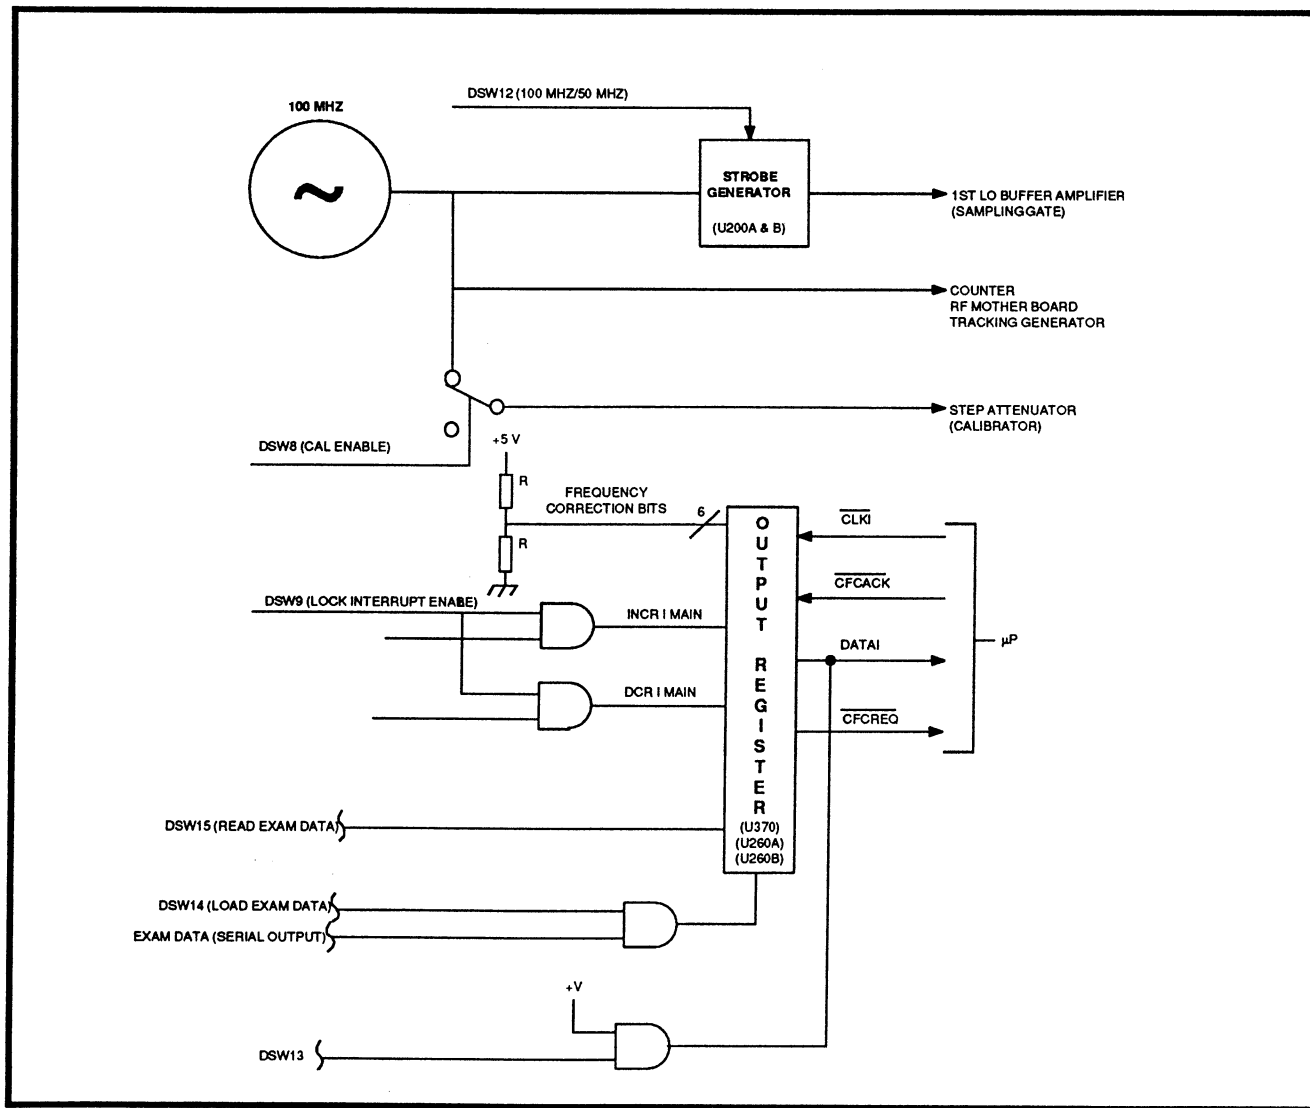 DSW12 (100 MHZ/50 MHZ)
100 MHZ
STROBE
GENERATOR
(U200A & B)
1ST LO BUFFER AMPLIFIER
(SAMPLINGGATE)
COUNTER
RF MOTHER BOARD
TRACKING GENERATOR
STEP ATTENUATOR
(CALIBRATOR)
DSW8 (CAL ENABLE)
+5 V
R
FREQUENCY
CORRECTION BITS
6
R
OUTPUT REGISTER
(U370)
(U260A)
(U260B)
CLKI
CFCACK
DATAI
CFCREQ
µP
DSW9 (LOCK INTERRUPT ENABE)
INCR I MAIN
DCR I MAIN
DSW15 (READ EXAM DATA)
DSW14 (LOAD EXAM DATA)
EXAM DATA (SERIAL OUTPUT)
+V
DSW13